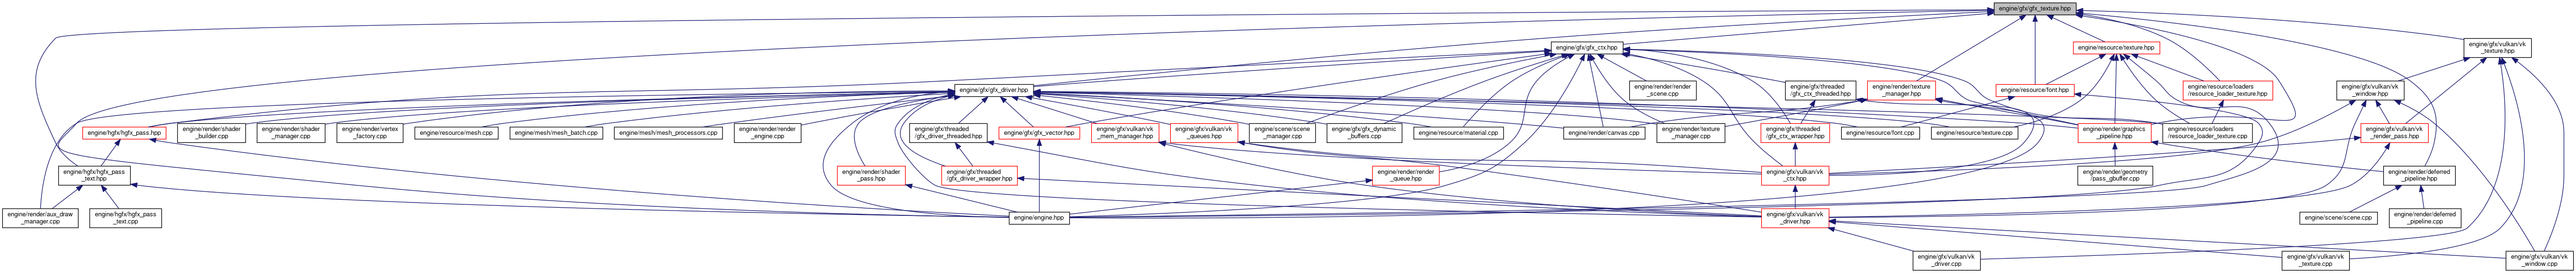 engine/gfx/gfx_texture.hpp
engine/gfx/gfx_ctx.hpp
engine/resource/texture.hpp
engine/gfx/vulkan/vk
_texture.hpp
engine/gfx/gfx_driver.hpp
engine/render/render
_scene.cpp
engine/gfx/threaded
/gfx_ctx_threaded.hpp
engine/render/texture
_manager.hpp
engine/resource/font.hpp
engine/resource/loaders
/resource_loader_texture.hpp
engine/gfx/vulkan/vk
_window.hpp
engine/hgfx/hgfx_pass.hpp
engine/render/shader
_builder.cpp
engine/render/shader
_manager.cpp
engine/render/vertex
_factory.cpp
engine/resource/mesh.cpp
engine/mesh/mesh_batch.cpp
engine/mesh/mesh_processors.cpp
engine/render/render
_engine.cpp
engine/gfx/threaded
/gfx_driver_threaded.hpp
engine/gfx/gfx_vector.hpp
engine/gfx/vulkan/vk
_mem_manager.hpp
engine/gfx/vulkan/vk
_queues.hpp
engine/scene/scene
_manager.cpp
engine/gfx/gfx_dynamic
_buffers.cpp
engine/resource/material.cpp
engine/render/canvas.cpp
engine/render/texture
_manager.cpp
engine/resource/font.cpp
engine/gfx/threaded
/gfx_ctx_wrapper.hpp
engine/resource/texture.cpp
engine/render/graphics
_pipeline.hpp
engine/resource/loaders
/resource_loader_texture.cpp
engine/gfx/vulkan/vk
_render_pass.hpp
engine/hgfx/hgfx_pass
_text.hpp
engine/render/shader
_pass.hpp
engine/gfx/threaded
/gfx_driver_wrapper.hpp
engine/render/render
_queue.hpp
engine/gfx/vulkan/vk
_ctx.hpp
engine/render/geometry
/pass_gbuffer.cpp
engine/render/deferred
_pipeline.hpp
engine/render/aux_draw
_manager.cpp
engine/hgfx/hgfx_pass
_text.cpp
engine/engine.hpp
engine/gfx/vulkan/vk
_driver.hpp
engine/scene/scene.cpp
engine/render/deferred
_pipeline.cpp
engine/gfx/vulkan/vk
_driver.cpp
engine/gfx/vulkan/vk
_texture.cpp
engine/gfx/vulkan/vk
_window.cpp